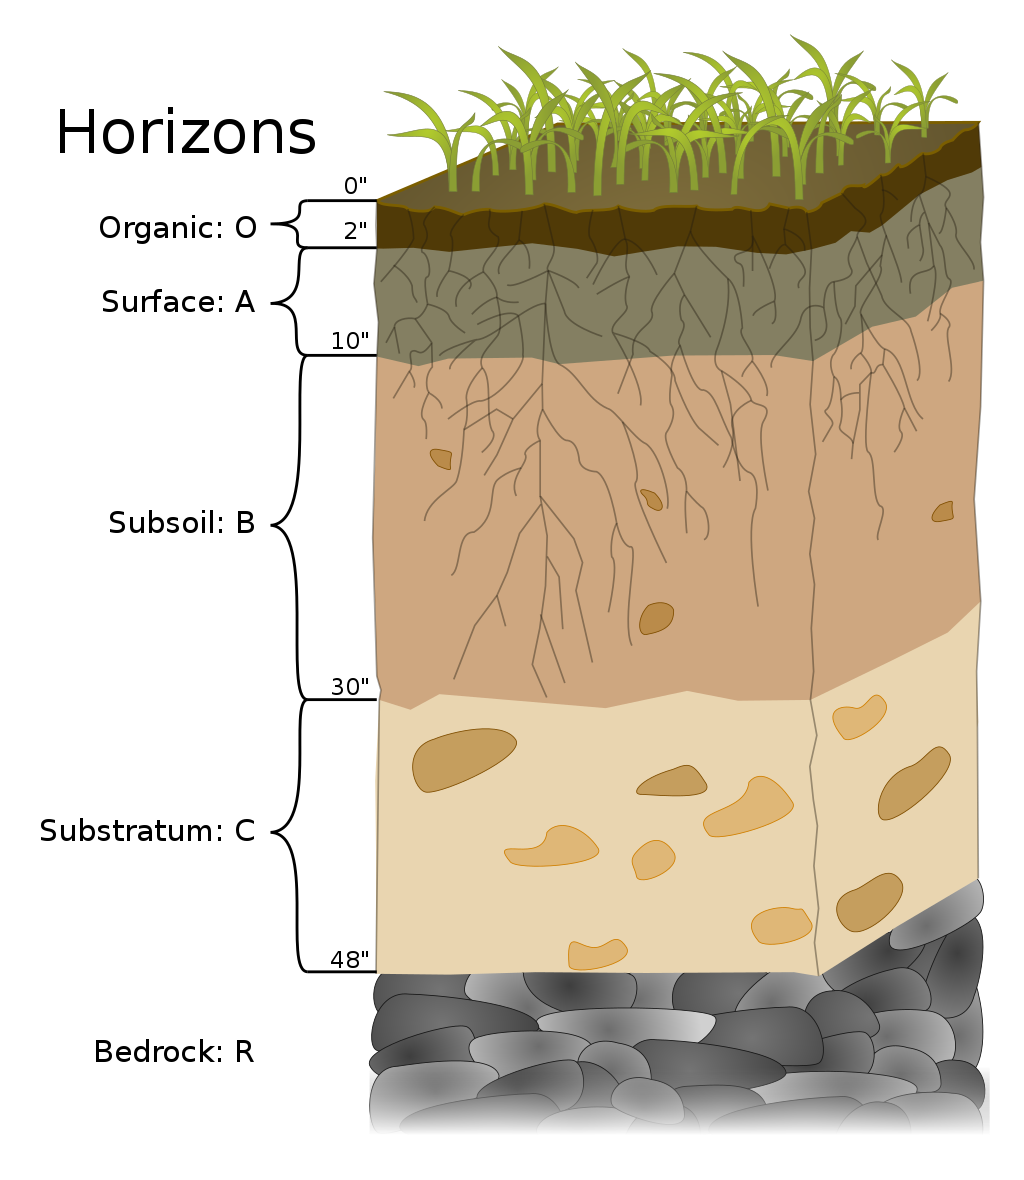 Horizons
0"
Organic: O
2"
Surface: A
10"
Subsoil: B
30"
Substratum: C
48"
Bedrock: R